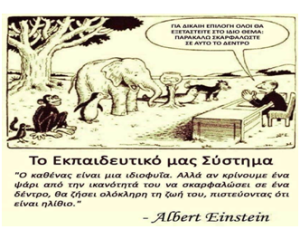 ΓΙΑ ΔΙΚΑΙΗ ΕΠΙΛΟΓΗ ΟΛΟΙ ΘΑ
ΕΞΕΤΑΣΤΕΙΤΕ ΣΤΟ ΙΔΙΟ ΘΕΜΑ:
ΠΑΡΑΚΑΛΩ ΣΚΑΡΦΑΛΩΣΤΕ
ΣΕ ΑΥΤΟ ΤΟ ΔΕΝΤΡΟ
Το Εκπαιδευτικό μας Σύστημα
"Ο καθένας είναι μια ιδιοφυΐα. Αλλά αν κρίνουμε ένα
ψάρι από την ικανότητά του να σκαρφαλώσει σε ένα
δέντρο, θα ζήσει ολόκληρη τη ζωή του, πιστεύοντας ότι
είναι ηλίθιο."
- Albert Einstein